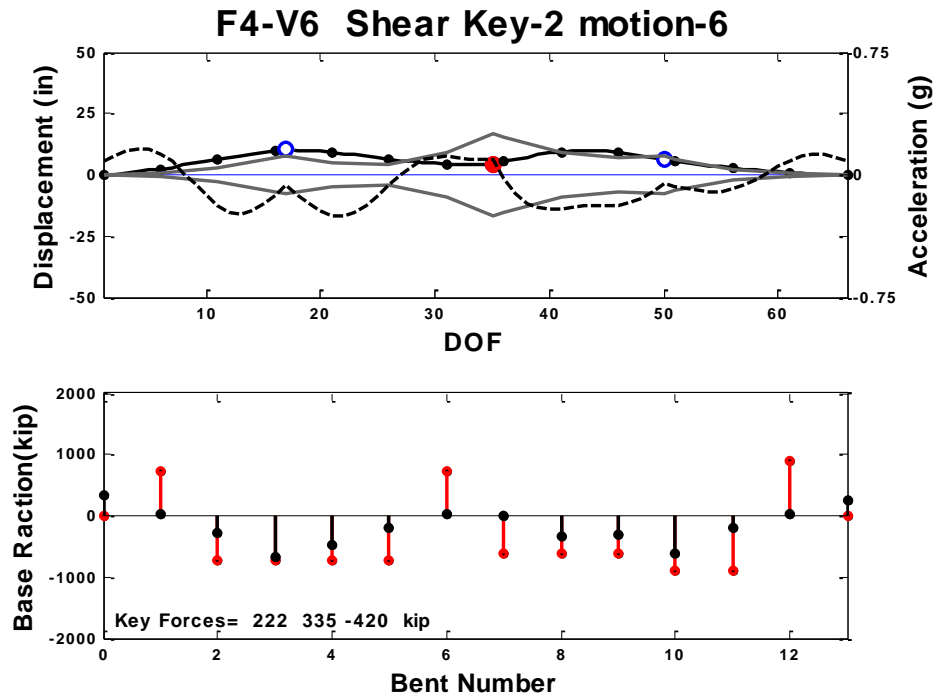 F4-V6 Shear Key-2 motion-6
50
25
0
-25
-50
Displacement (in)
0.75
0
-0.75
Acceleration (g)
10 20 30 40 50 60
DOF
2000
1000
0
-1000
-2000
Base Raction(kip)
Key Forces= 222 335 -420 kip
0 2 4 6 8 10 12
Bent Number